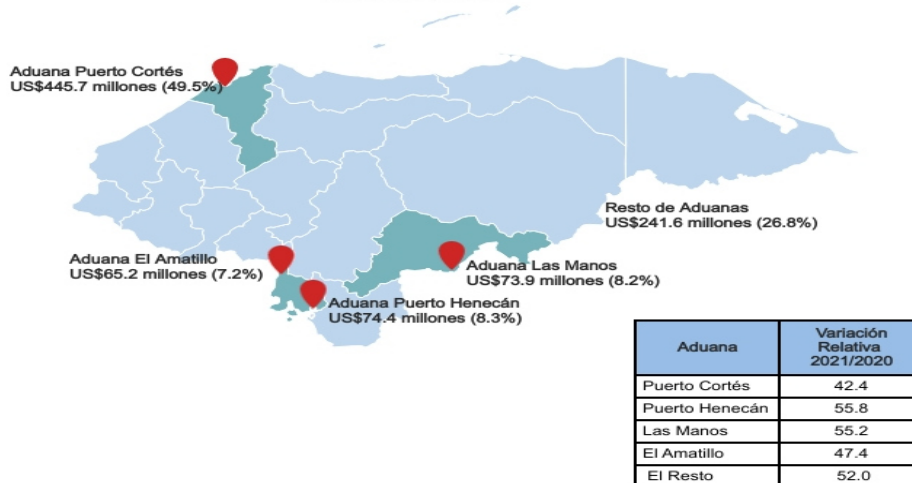 Aduana Puerto Cortés
US$445.7 millones (49.5%)
Resto de Aduanas
US$241.6 millones (26.8%)
Aduana El Amatillo
US$65.2 millones (7.2%)
Aduana Las Manos
US$73.9 millones (8.2%)
Aduana Puerto Henecán
US$74.4 millones (8.3%)
Aduana Variación
Relativa
2021/2020
Puerto Cortés 42.4
Puerto Henecán 55.8
Las Manos 55.2
El Amatillo 47.4
El Resto 52.0